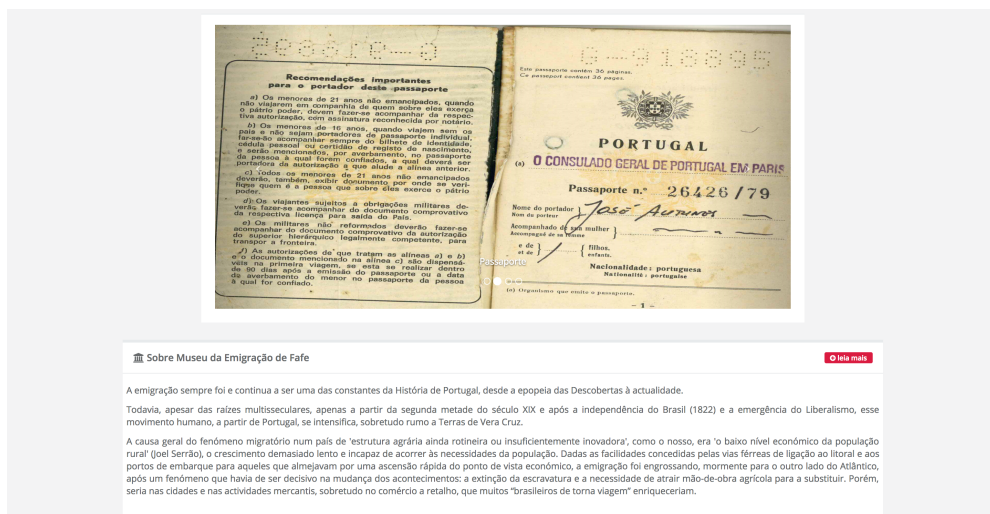 Recomendações importantes
para o portador deste passaporte
a) Os menores de 21 anos não emancipados, quando
não viajarem em companhia de quem sobre eles exerça
o pátrio poder, devem fazer-se acompanhar da respec-
tiva autorização, com assinatura reconhecida por notário.
b) Os menores de 16 anos, quando viajem sem os
pais e não sejam portadores de passaporte individual,
far-se-ão acompanhar sempre do bilhete de identidade,
cédula pessoal ou certidão de registo de nascimento,
e serão mencionados, por averbamento, no passaporte
da pessoa à qual forem confiados, a qual deverá ser
portadora da autorização a que alude a alínea anterior.
c) Todos os menores de 21 anos não emancipados
deverão, também, exibir documento por onde se veri-
fique quem é a pessoa que sobre eles exerce o pátrio
poder.
d) Os viajantes sujeitos a obrigações militares de-
verão fazer-se acompanhar do documento comprovativo
da respectiva licença para saída do País.
e) Os militares não reformados deverão fazer-se
acompanhar do documento comprovativo da autorização
do superior hierárquico legalmente competente, para
transpor a fronteira.
f) As autorizações de que tratam as alíneas a) e b)
e o documento mencionado na alínea c) são dispensá-
veis na primeira viagem, se esta se realizar dentro
de 90 dias após a emissão do passaporte ou a data
da averbamento do menor no passaporte da pessoa
à qual for confiado.
G-918895
Este passaporte contém 36 páginas.
Ce passeport contient 36 pages.
PORTUGAL
(a) O CONSULADO GERAL DE PORTUGAL EM PARIS
Passaporte n.º 26426/79
Nome do portador } José Antunes
Nom du porteur
Acompanhado de sua mulher }
Accompagné de sa femme
e de } filhos.
et de } enfants.
Nacionalidade: portuguesa
Nationalité: portugaise
(a) Organismo que emite o passaporte.
- 1 -
Passaporte
Sobre Museu da Emigração de Fafe
leia mais
A emigração sempre foi e continua a ser uma das constantes da História de Portugal, desde a epopeia das Descobertas à actualidade.
Todavia, apesar das raízes multisseculares, apenas a partir da segunda metade do século XIX e após a independência do Brasil (1822) e a emergência do Liberalismo, esse
movimento humano, a partir de Portugal, se intensifica, sobretudo rumo a Terras de Vera Cruz.
A causa geral do fenómeno migratório num país de 'estrutura agrária ainda rotineira ou insuficientemente inovadora', como o nosso, era 'o baixo nível económico da população
rural' (Joel Serrão), o crescimento demasiado lento e incapaz de acorrer às necessidades da população. Dadas as facilidades concedidas pelas vias férreas de ligação ao litoral e aos
portos de embarque para aqueles que almejavam por uma ascensão rápida do ponto de vista económico, a emigração foi engrossando, mormente para o outro lado do Atlântico,
após um fenómeno que havia de ser decisivo na mudança dos acontecimentos: a extinção da escravatura e a necessidade de atrair mão-de-obra agrícola para a substituir. Porém,
seria nas cidades e nas actividades mercantis, sobretudo no comércio a retalho, que muitos "brasileiros de torna viagem" enriqueceriam.